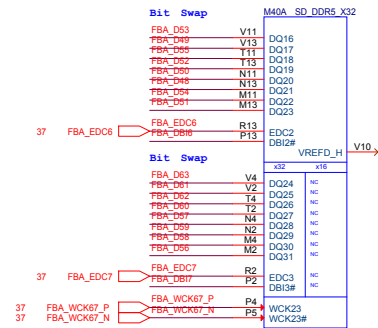 Bit Swap M40A SD_DDR5_X32
FBA_D53 V11 DQ16
FBA_D49 V13 DQ17
FBA_D55 T11 DQ18
FBA_D52 T13 DQ19
FBA_D50 N11 DQ20
FBA_D48 N13 DQ21
FBA_D54 M11 DQ22
FBA_D51 M13 DQ23
37 FBA_EDC6 FBA_EDC6 R13 EDC2
FBA_DBI6 P13 DBI2#
VREFD_H V10
Bit Swap
x32 x16
FBA_D63 V4 DQ24 NC
FBA_D61 V2 DQ25 NC
FBA_D62 T4 DQ26 NC
FBA_D60 T2 DQ27 NC
FBA_D57 N4 DQ28 NC
FBA_D59 N2 DQ29 NC
FBA_D58 M4 DQ30 NC
FBA_D56 M2 DQ31 NC
37 FBA_EDC7 FBA_EDC7 R2 EDC3 NC
FBA_DBI7 P2 DBI3# NC
37 FBA_WCK67_P FBA_WCK67_P P4 WCK23
37 FBA_WCK67_N FBA_WCK67_N P5 WCK23#